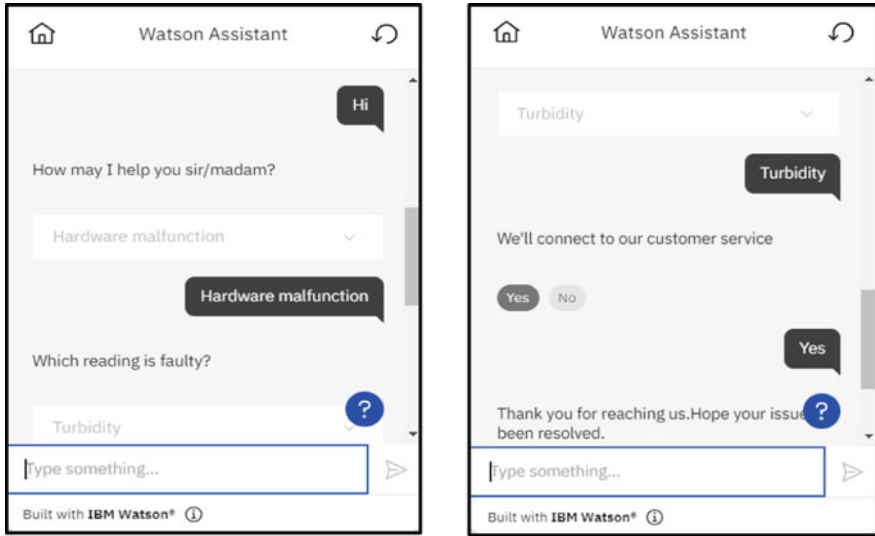 Watson Assistant
Hi
How may I help you sir/madam?
Hardware malfunction
Hardware malfunction
Which reading is faulty?
?
Turbidity
Type something...
Built with IBM Watson® ⓘ
Watson Assistant
Turbidity
Turbidity
We'll connect to our customer service
Yes No
Yes
Thank you for reaching us.Hope your issue
?
been resolved.
Type something...
Built with IBM Watson® ⓘ